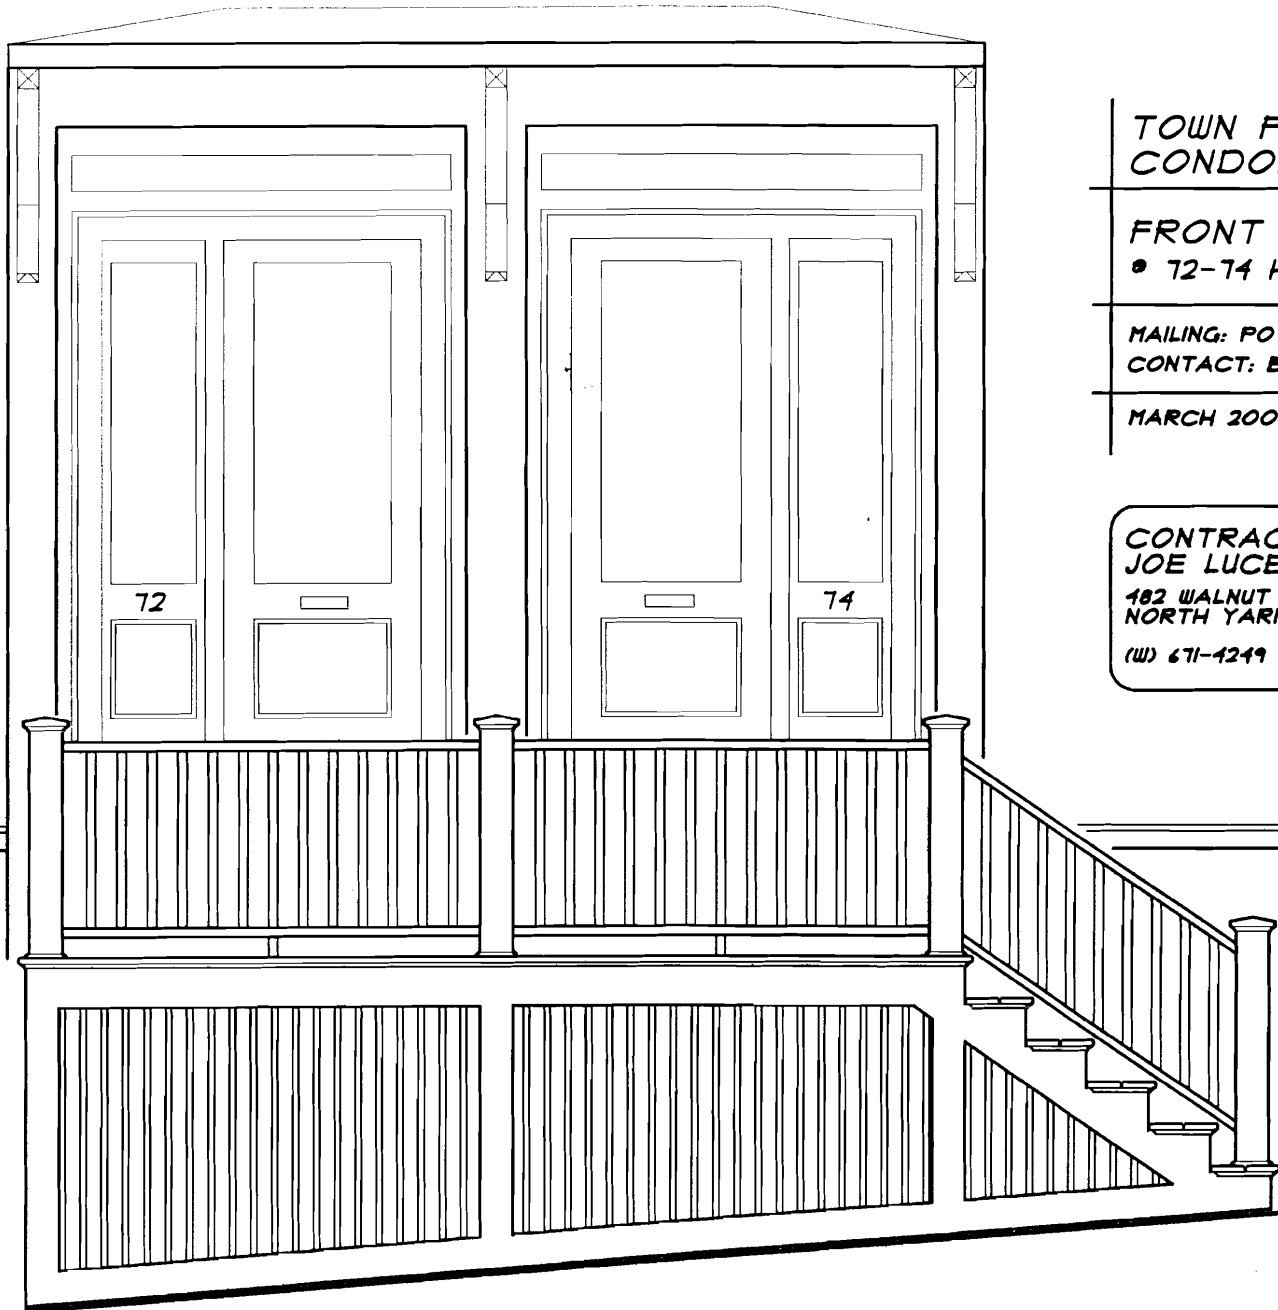 TOWN F
CONDO
FRONT
@ 72-74 H
MAILING: PO
CONTACT: B
MARCH 200
CONTRAC
JOE LUCE
482 WALNUT
NORTH YAR
(W) 671-4249
72
74